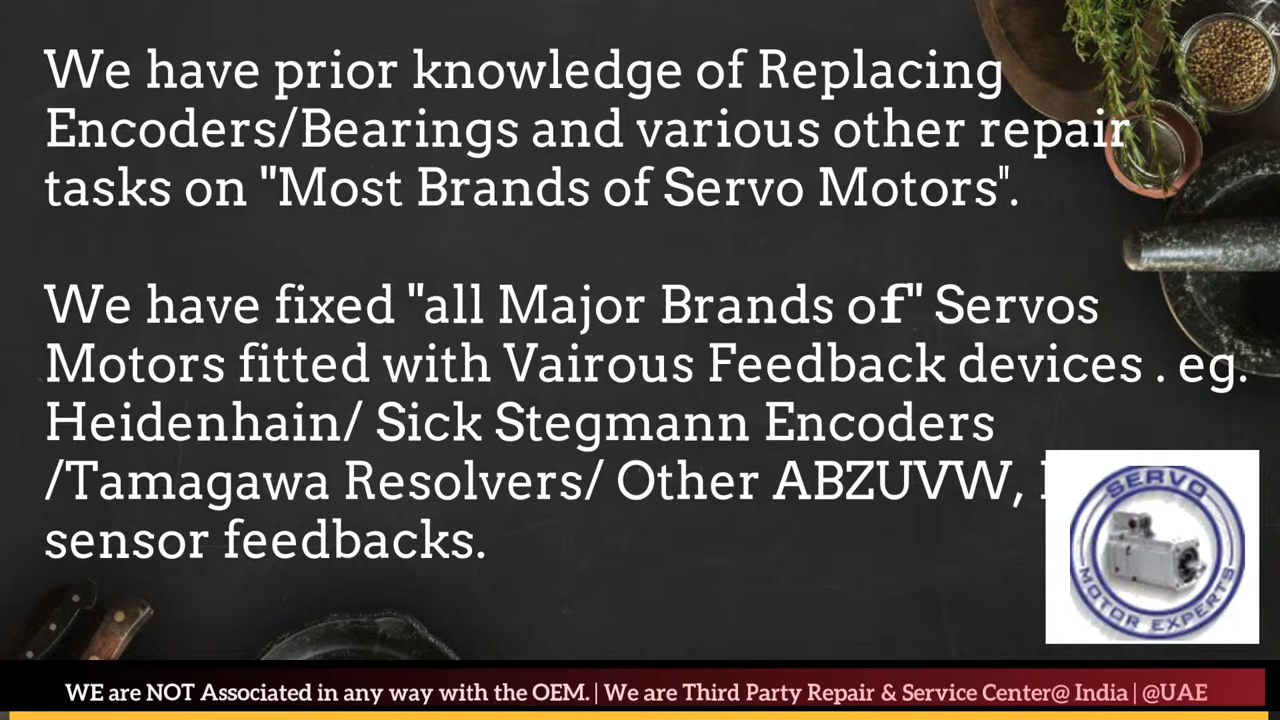 We have prior knowledge of Replacing
Encoders/Bearings and various other repair
tasks on "Most Brands of Servo Motors".
We have fixed "all Major Brands of" Servos
Motors fitted with Vairous Feedback devices . eg.
Heidenhain/ Sick Stegmann Encoders
/Tamagawa Resolvers/ Other ABZUVW,
sensor feedbacks.
SERVO
MOTOR EXPERTS
WE are NOT Associated in any way with the OEM. | We are Third Party Repair & Service Center@ India | @UAE